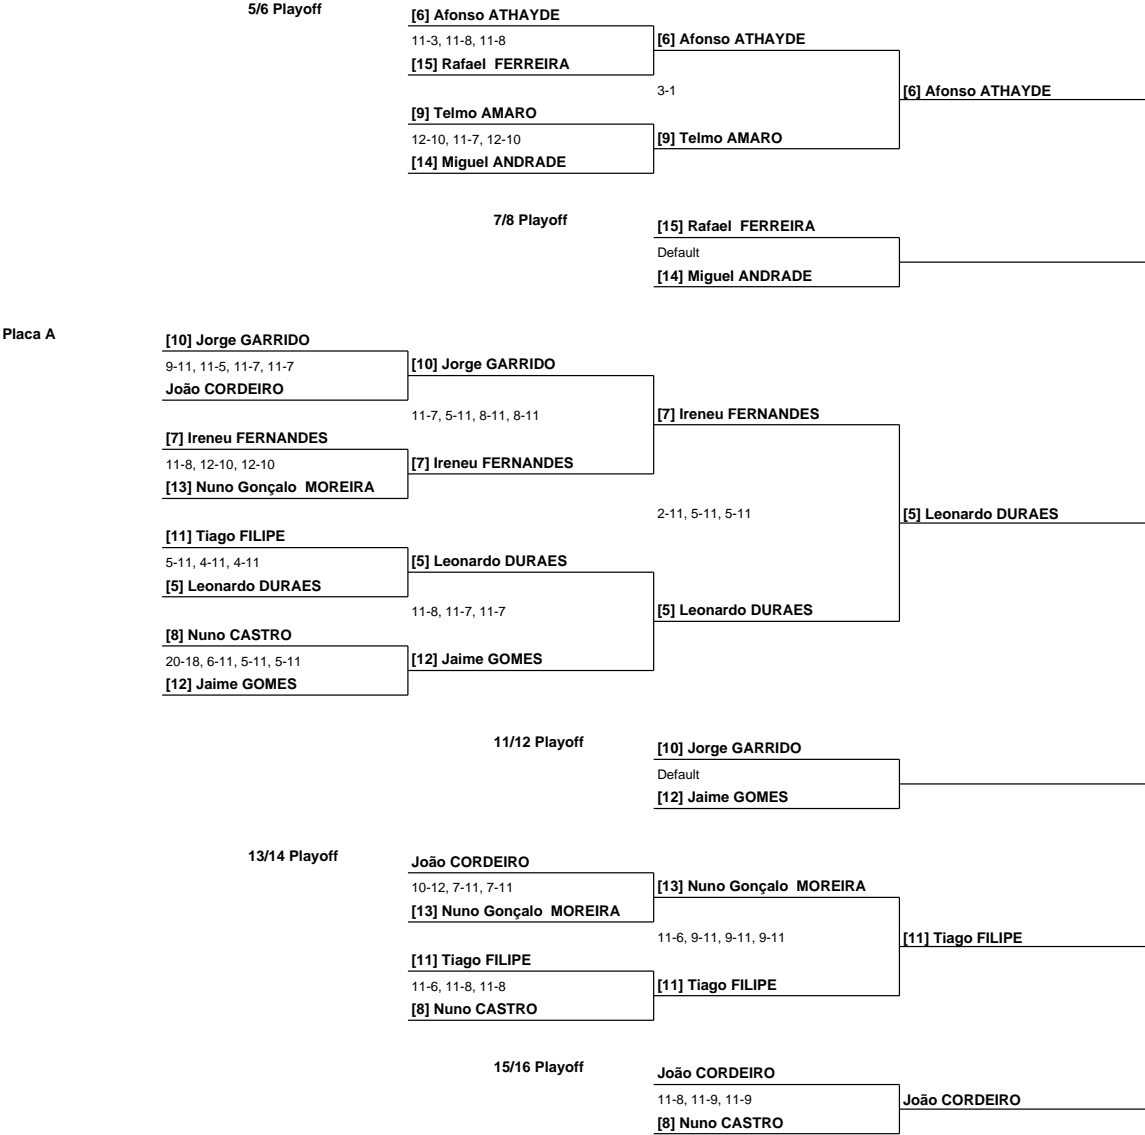 5/6 Playoff
[6] Afonso ATHAYDE
11-3, 11-8, 11-8
[6] Afonso ATHAYDE
[15] Rafael FERREIRA
3-1
[6] Afonso ATHAYDE
[9] Telmo AMARO
12-10, 11-7, 12-10
[9] Telmo AMARO
[14] Miguel ANDRADE
7/8 Playoff
[15] Rafael FERREIRA
Default
[14] Miguel ANDRADE
Placa A
[10] Jorge GARRIDO
9-11, 11-5, 11-7, 11-7
[10] Jorge GARRIDO
João CORDEIRO
11-7, 5-11, 8-11, 8-11
[7] Ireneu FERNANDES
[7] Ireneu FERNANDES
11-8, 12-10, 12-10
[7] Ireneu FERNANDES
[13] Nuno Gonçalo MOREIRA
2-11, 5-11, 5-11
[5] Leonardo DURAES
[11] Tiago FILIPE
5-11, 4-11, 4-11
[5] Leonardo DURAES
[5] Leonardo DURAES
11-8, 11-7, 11-7
[5] Leonardo DURAES
[8] Nuno CASTRO
20-18, 6-11, 5-11, 5-11
[12] Jaime GOMES
[12] Jaime GOMES
11/12 Playoff
[10] Jorge GARRIDO
Default
[12] Jaime GOMES
13/14 Playoff
João CORDEIRO
10-12, 7-11, 7-11
[13] Nuno Gonçalo MOREIRA
[13] Nuno Gonçalo MOREIRA
11-6, 9-11, 9-11, 9-11
[11] Tiago FILIPE
[11] Tiago FILIPE
11-6, 11-8, 11-8
[11] Tiago FILIPE
[8] Nuno CASTRO
15/16 Playoff
João CORDEIRO
11-8, 11-9, 11-9
João CORDEIRO
[8] Nuno CASTRO